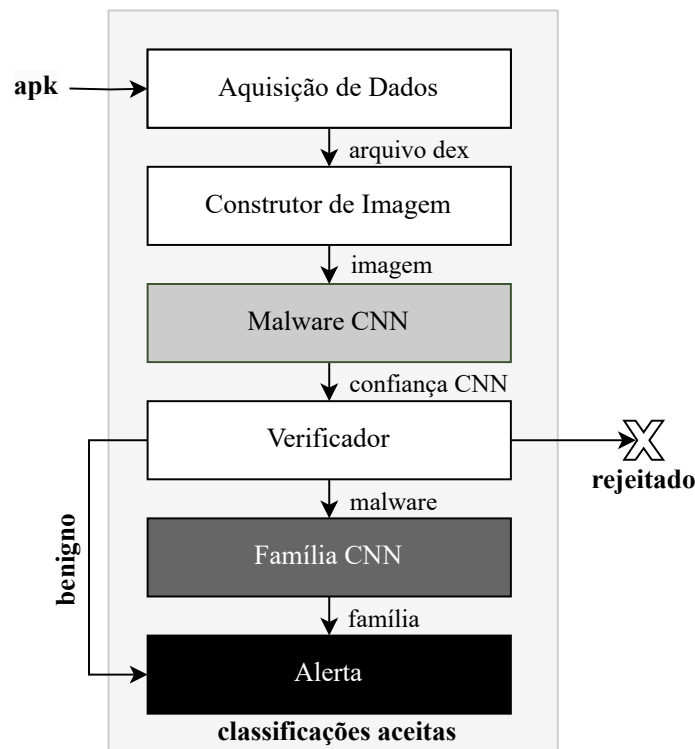 apk
Aquisição de Dados
arquivo dex
Construtor de Imagem
imagem
Malware CNN
confiança CNN
Verificador
rejeitado
malware
benigno
Família CNN
família
Alerta
classificações aceitas